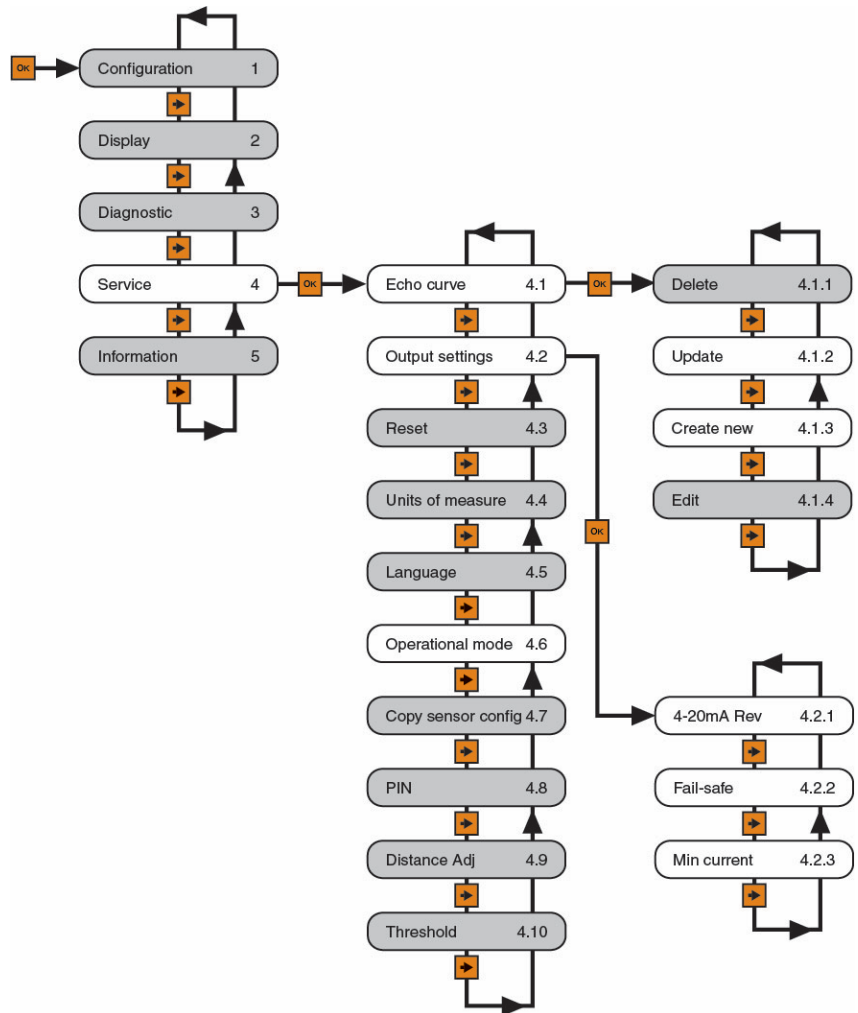 OK
Configuration 1
Display 2
Diagnostic 3
Service 4
Information 5
OK
Echo curve 4.1
Output settings 4.2
Reset 4.3
Units of measure 4.4
Language 4.5
Operational mode 4.6
Copy sensor config 4.7
PIN 4.8
Distance Adj 4.9
Threshold 4.10
OK
Delete 4.1.1
Update 4.1.2
Create new 4.1.3
Edit 4.1.4
OK
4-20mA Rev 4.2.1
Fail-safe 4.2.2
Min current 4.2.3